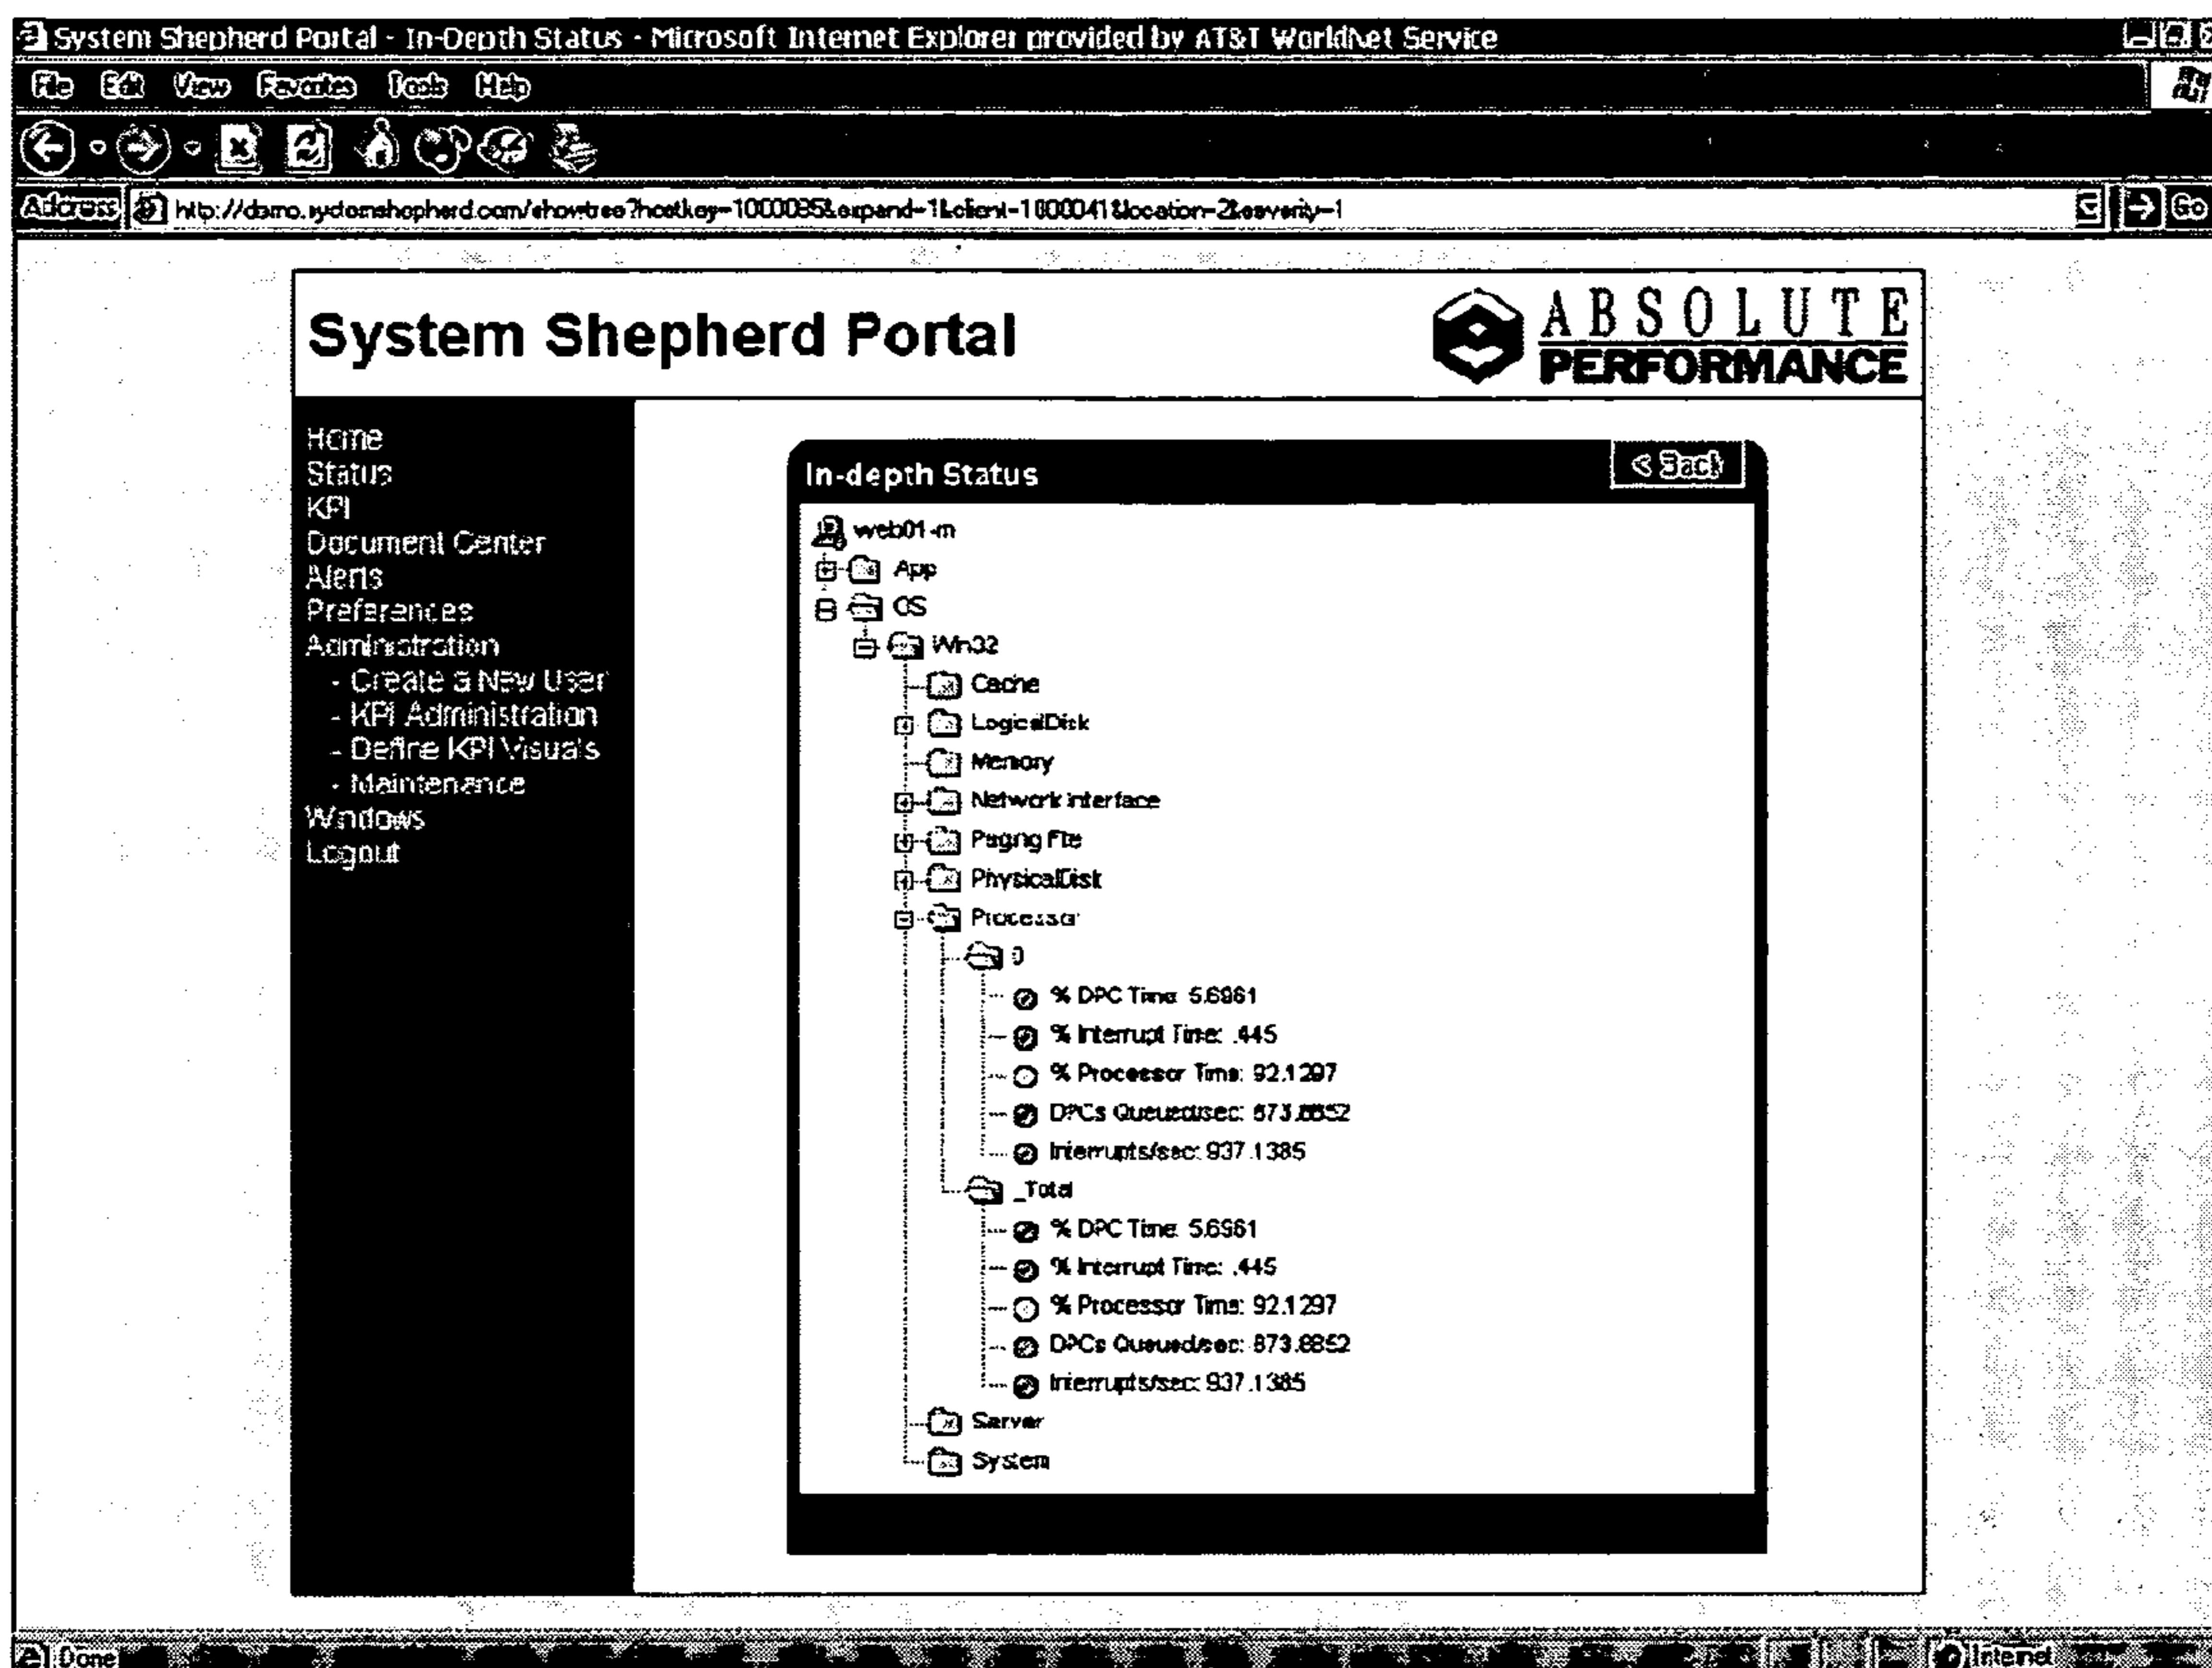 System Shepherd Portal - In-Depth Status - Microsoft Internet Explorer provided by AT&T WorldNet Service
File Edit View Favorites Tools Help
Address
Go
System Shepherd Portal
ABSOLUTE
PERFORMANCE
Home
Status
KPI
Document Center
Alerts
Preferences
Administration
- Create a New User
- KPI Administration
- Define KPI Visuals
- Maintenance
Windows
Logout
In-depth Status
< Back
web01-m
App
OS
Win32
Cache
LogicalDisk
Memory
Network Interface
Paging File
PhysicalDisk
Processor
0
% DPC Time: 5.6961
% Interrupt Time: .445
% Processor Time: 92.1297
DPCs Queued/sec: 873.8852
Interrupts/sec: 937.1385
_Total
% DPC Time: 5.6961
% Interrupt Time: .445
% Processor Time: 92.1297
DPCs Queued/sec: 873.8852
Interrupts/sec: 937.1385
Server
System
Done
Internet